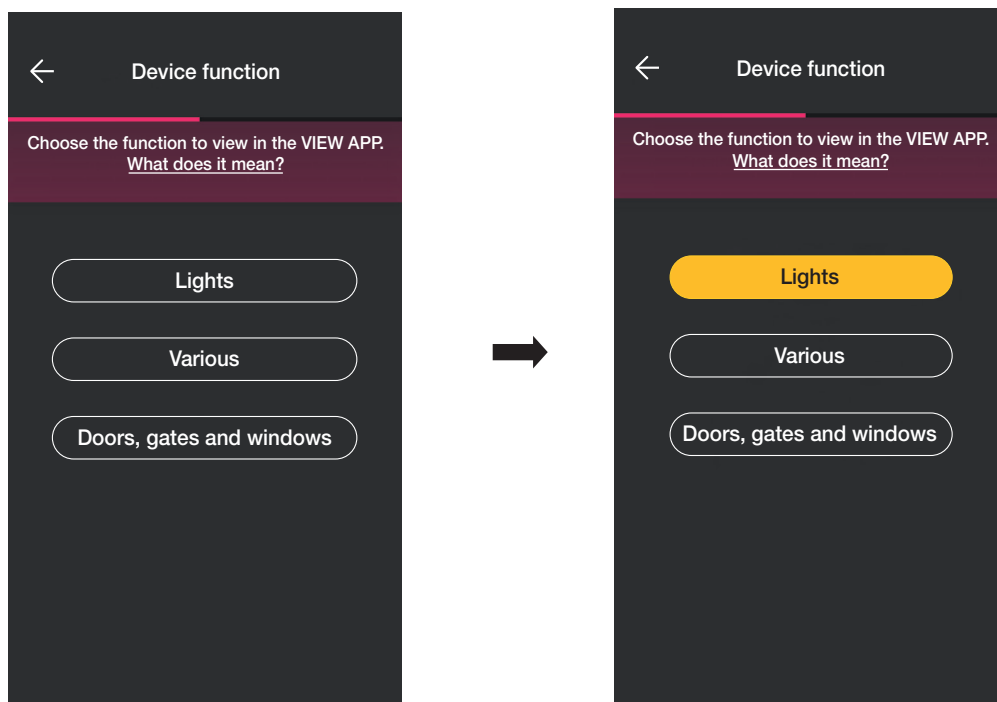 Device function
Choose the function to view in the VIEW APP.
What does it mean?
Lights
Various
Doors, gates and windows
Device function
Choose the function to view in the VIEW APP.
What does it mean?
Lights
Various
Doors, gates and windows